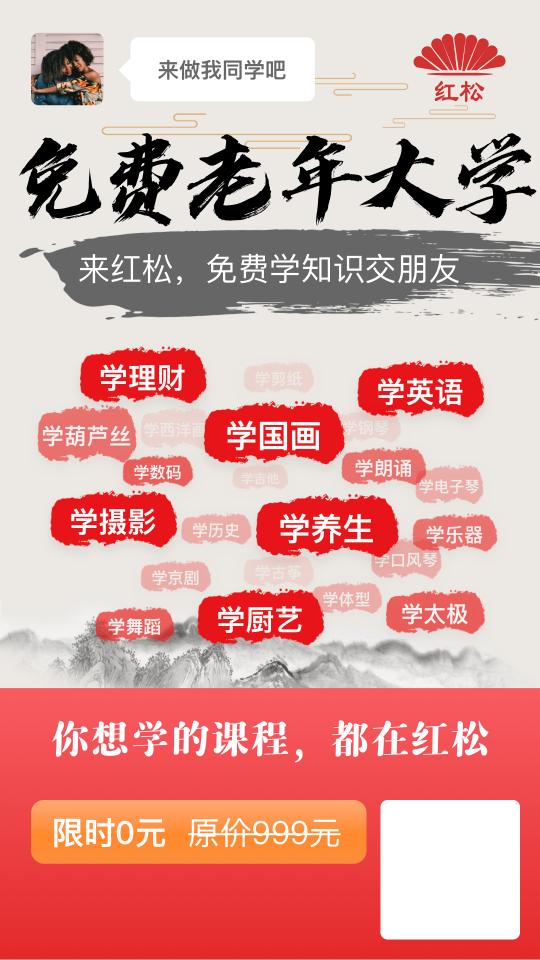 来做我同学吧
红松
免费老年大学
来红松，免费学知识交朋友
学理财
学剪纸
学英语
学葫芦丝
学西洋画
学国画
学钢琴
学数码
学吉他
学朗诵
学电子琴
学摄影
学历史
学养生
学乐器
学口风琴
学京剧
学古筝
学舞蹈
学厨艺
学体型
学太极
你想学的课程，都在红松
限时0元 原价999元